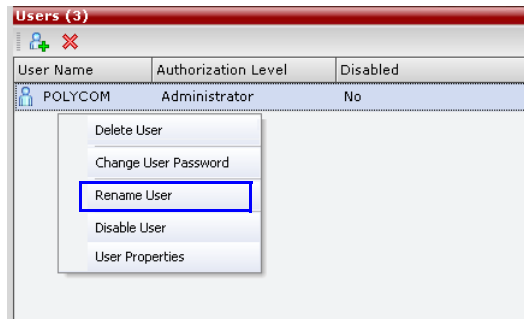 Users (3)
User Name Authorization Level Disabled
POLYCOM Administrator No
Delete User
Change User Password
Rename User
Disable User
User Properties